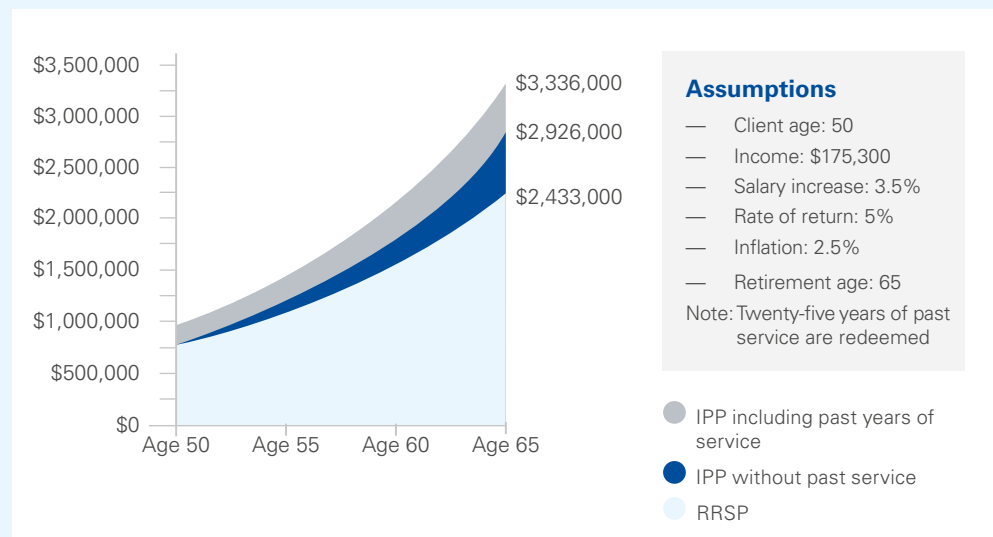 $3,500,000
$3,000,000
$2,500,000
$2,000,000
$1,500,000
$1,000,000
$500,000
$0
Age 50
Age 55
Age 60
Age 65
$3,336,000
$2,926,000
$2,433,000
Assumptions
— Client age: 50
— Income: $175,300
— Salary increase: 3.5%
— Rate of return: 5%
— Inflation: 2.5%
— Retirement age: 65
Note: Twenty-five years of past
service are redeemed
IPP including past years of
service
IPP without past service
RRSP